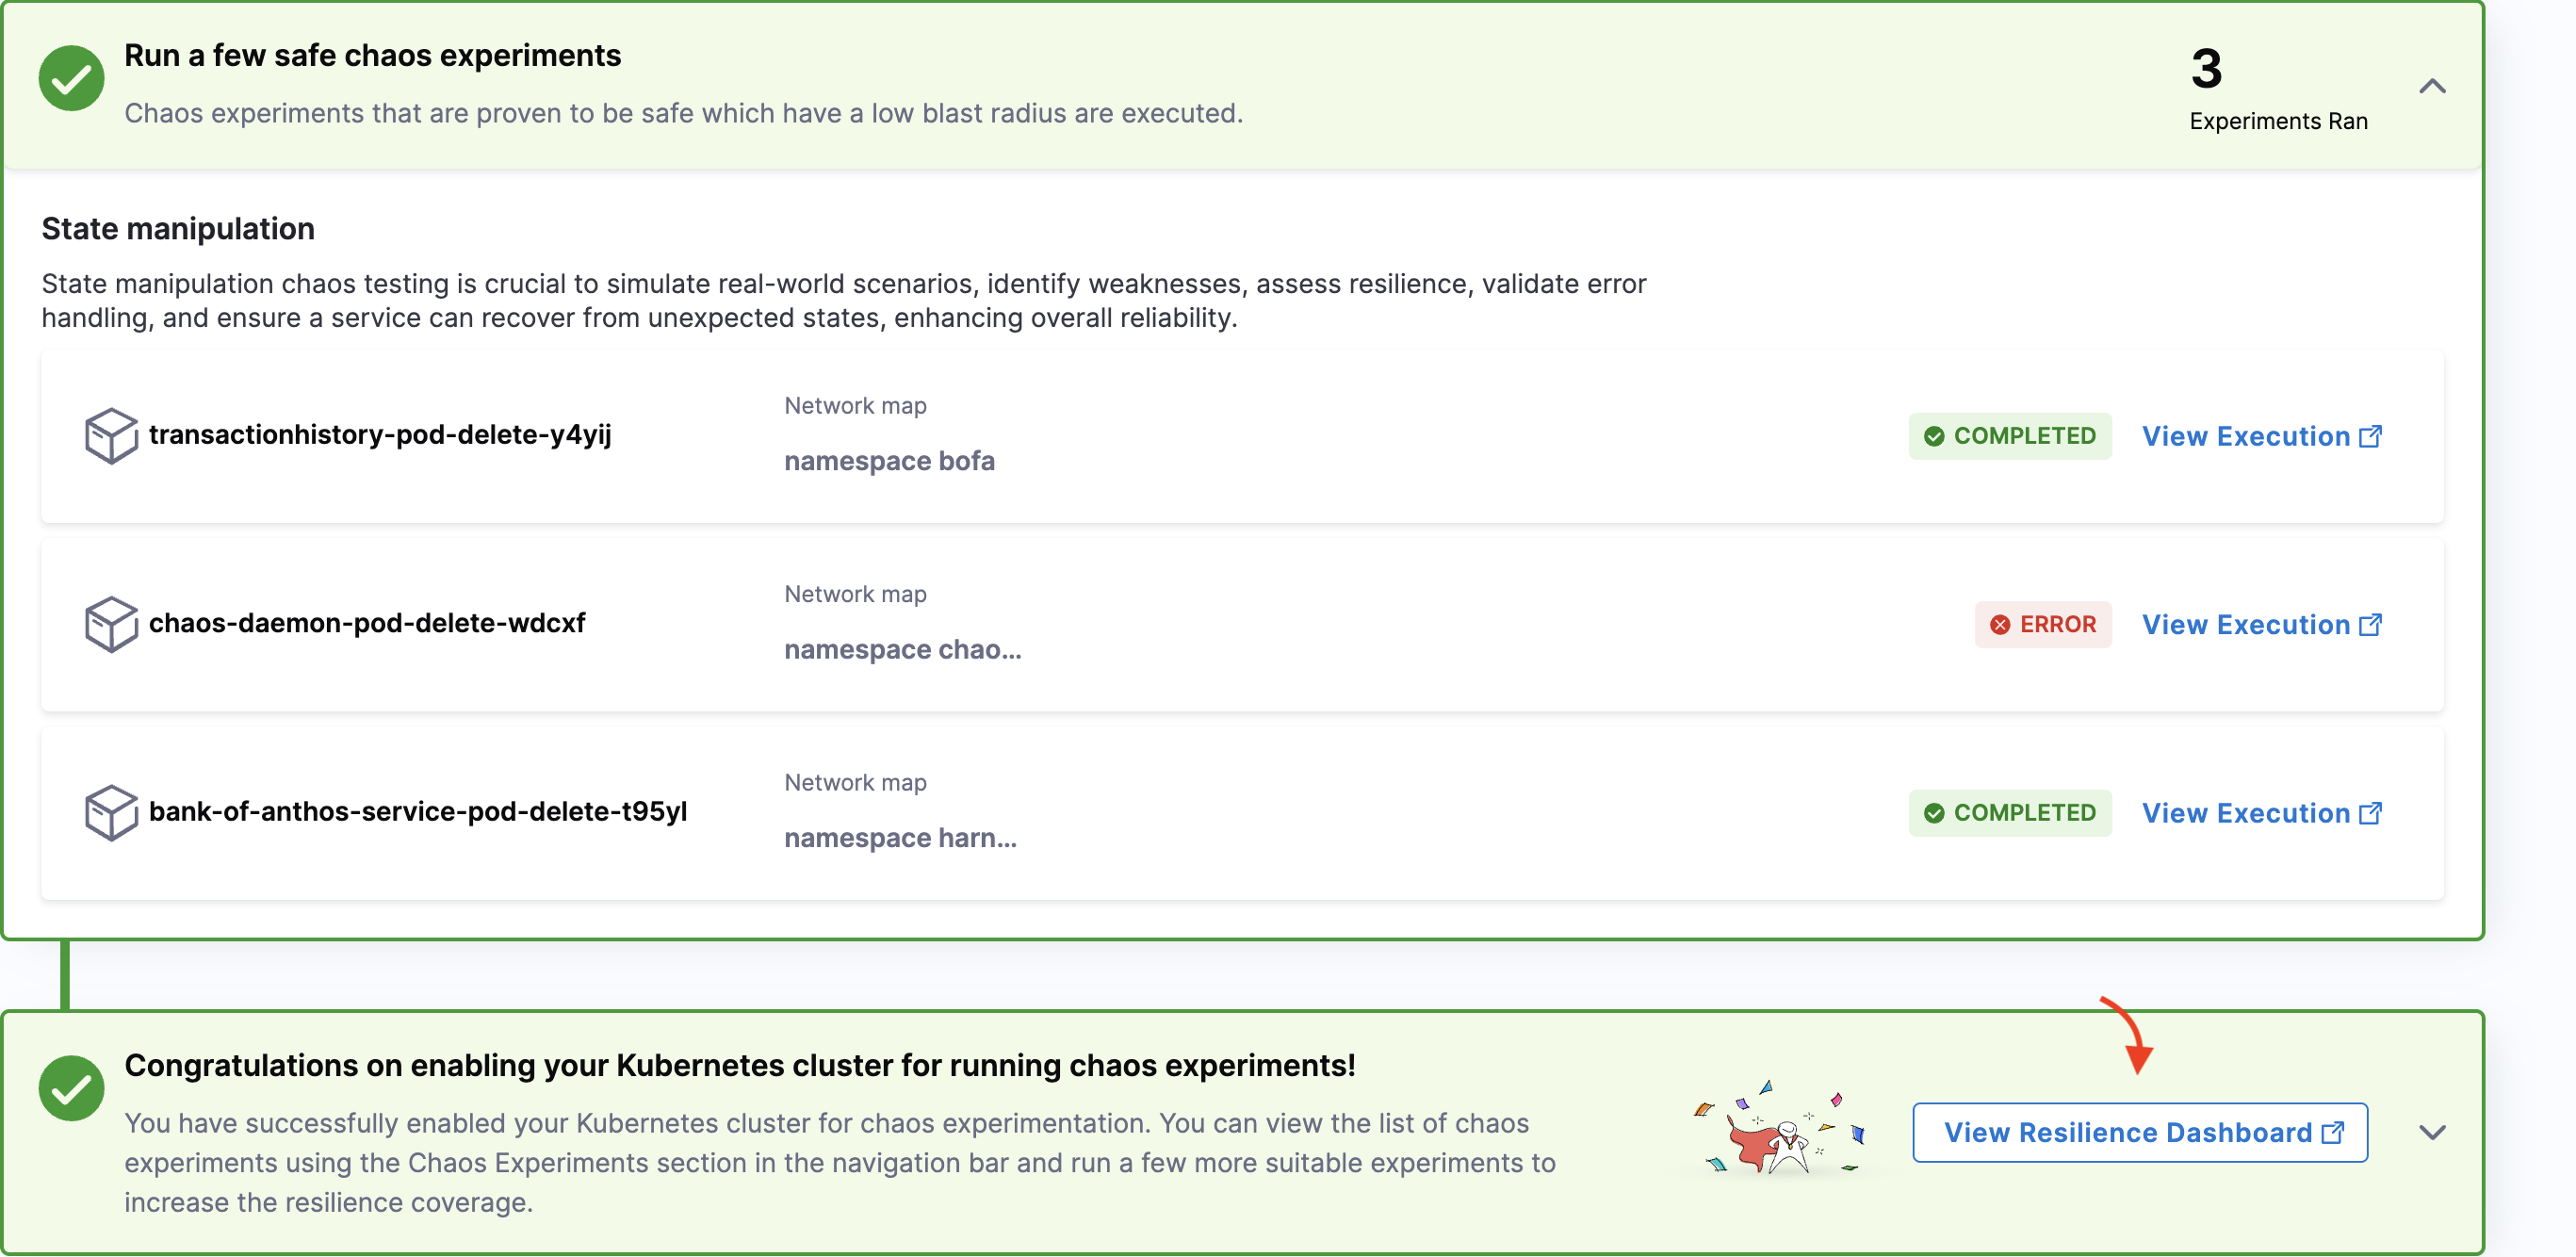 Run a few safe chaos experiments
Chaos experiments that are proven to be safe which have a low blast radius are executed.
3
Experiments Ran
State manipulation
State manipulation chaos testing is crucial to simulate real-world scenarios, identify weaknesses, assess resilience, validate error
handling, and ensure a service can recover from unexpected states, enhancing overall reliability.
transactionhistory-pod-delete-y4yij
Network map
namespace bofa
COMPLETED
View Execution
chaos-daemon-pod-delete-wdcxf
Network map
namespace chao...
ERROR
View Execution
bank-of-anthos-service-pod-delete-t95yl
Network map
namespace harn...
COMPLETED
View Execution
Congratulations on enabling your Kubernetes cluster for running chaos experiments!
You have successfully enabled your Kubernetes cluster for chaos experimentation. You can view the list of chaos
experiments using the Chaos Experiments section in the navigation bar and run a few more suitable experiments to
increase the resilience coverage.
View Resilience Dashboard